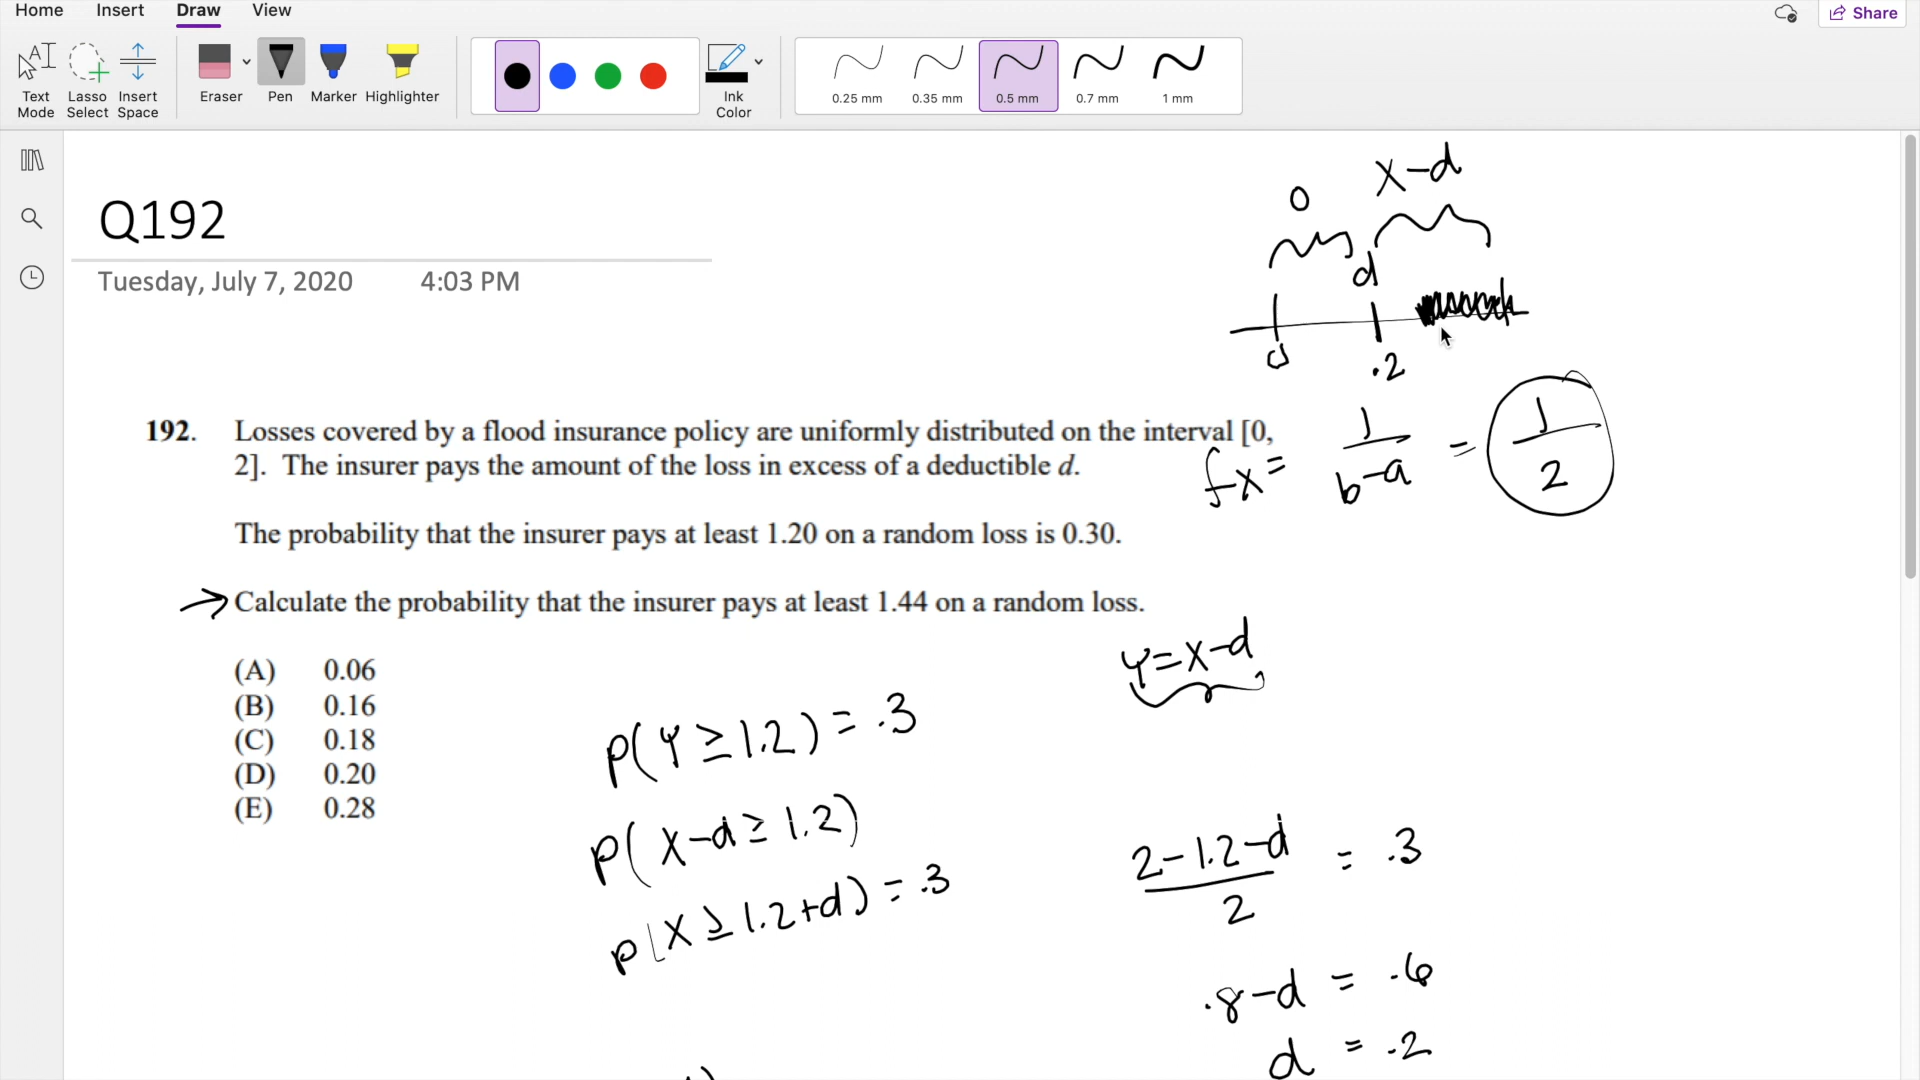 Home Insert Draw View
Share
Text Mode
Lasso Select
Insert Space
Eraser
Pen
Marker
Highlighter
Ink Color
0.25 mm
0.35 mm
0.5 mm
0.7 mm
1 mm
Q192
Tuesday, July 7, 2020 4:03 PM
0
x-d
d
0
.2
fx = 1/(b-a) = 1/2
192. Losses covered by a flood insurance policy are uniformly distributed on the interval [0,
2]. The insurer pays the amount of the loss in excess of a deductible d.
The probability that the insurer pays at least 1.20 on a random loss is 0.30.
→ Calculate the probability that the insurer pays at least 1.44 on a random loss.
(A) 0.06
(B) 0.16
(C) 0.18
(D) 0.20
(E) 0.28
y=x-d
P(Y ≥ 1.2) = .3
P(X-d ≥ 1.2)
P(X ≥ 1.2+d) = .3
(2-1.2-d)/2 = .3
.8-d = .6
d = .2